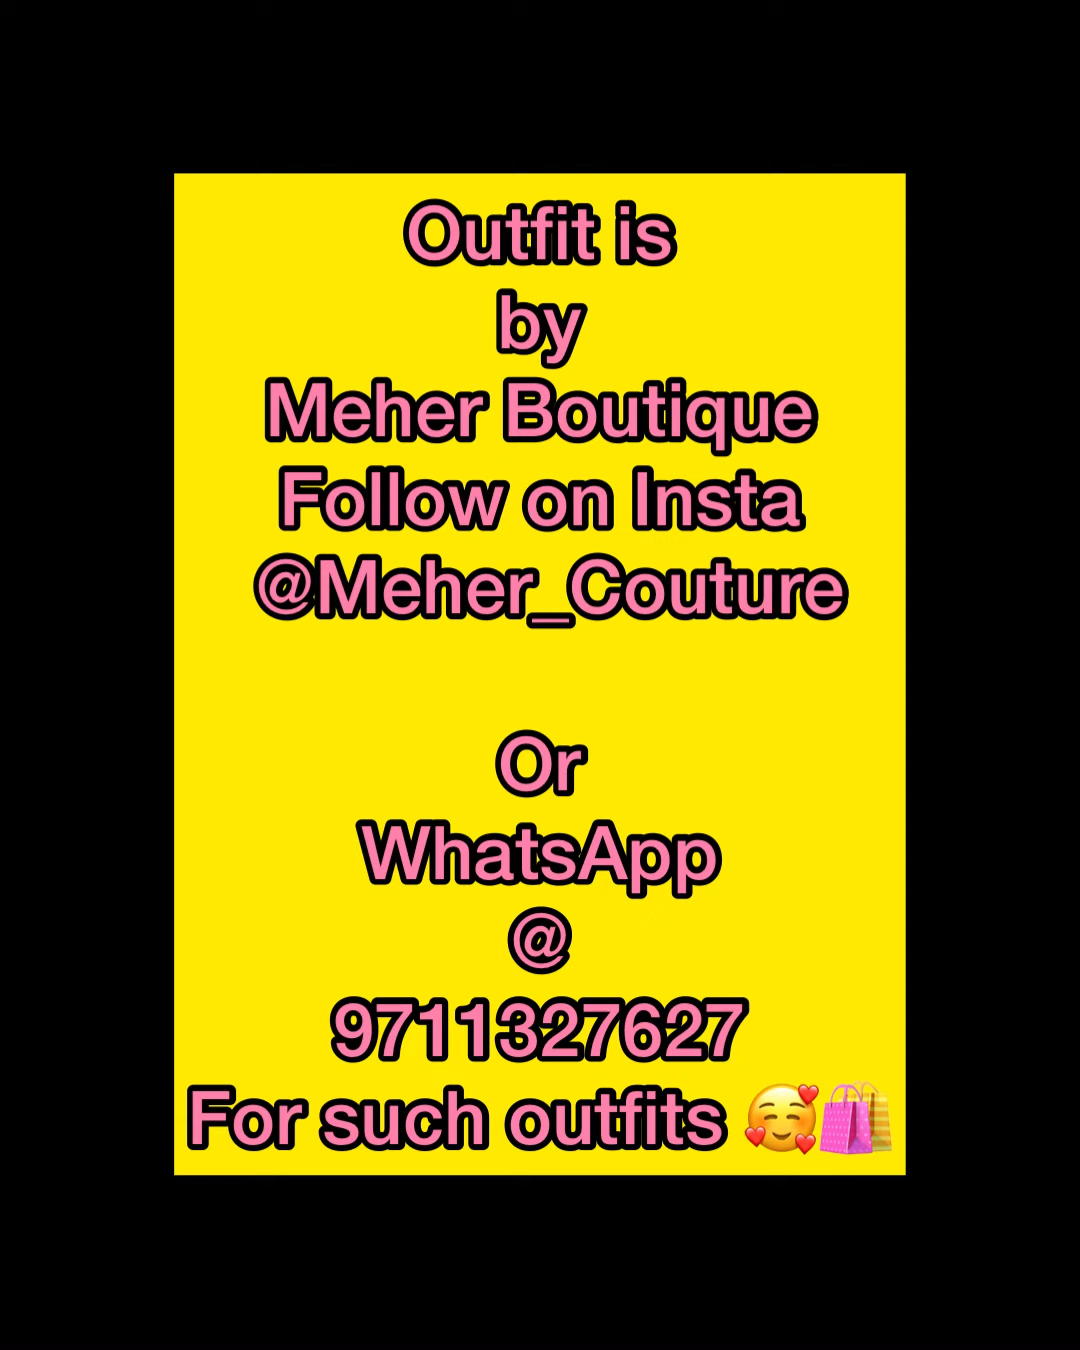 Outfit is
by
Meher Boutique
Follow on Insta
@Meher_Couture
Or
WhatsApp
@
9711327627
For such outfits 🥰🛍️